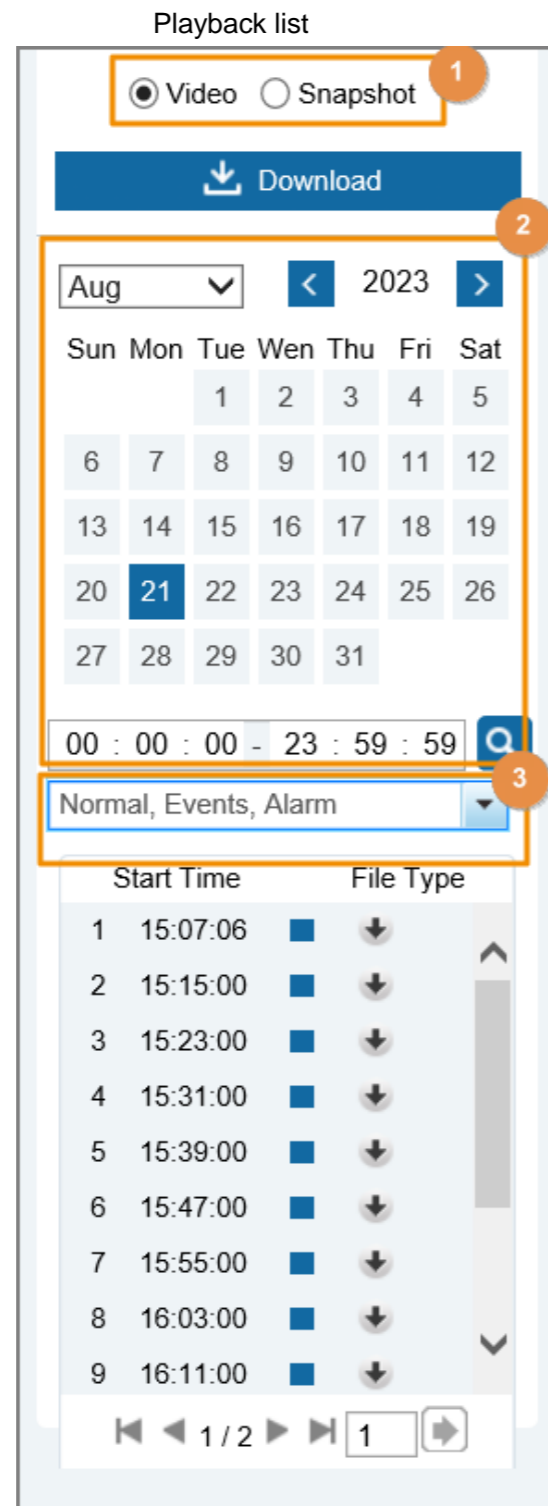 Playback list
1
Video Snapshot
Download
2
Aug 2023
Sun Mon Tue Wen Thu Fri Sat
1 2 3 4 5
6 7 8 9 10 11 12
13 14 15 16 17 18 19
20 21 22 23 24 25 26
27 28 29 30 31
00 : 00 : 00 - 23 : 59 : 59
3
Normal, Events, Alarm
Start Time File Type
1 15:07:06
2 15:15:00
3 15:23:00
4 15:31:00
5 15:39:00
6 15:47:00
7 15:55:00
8 16:03:00
9 16:11:00
1 / 2 1